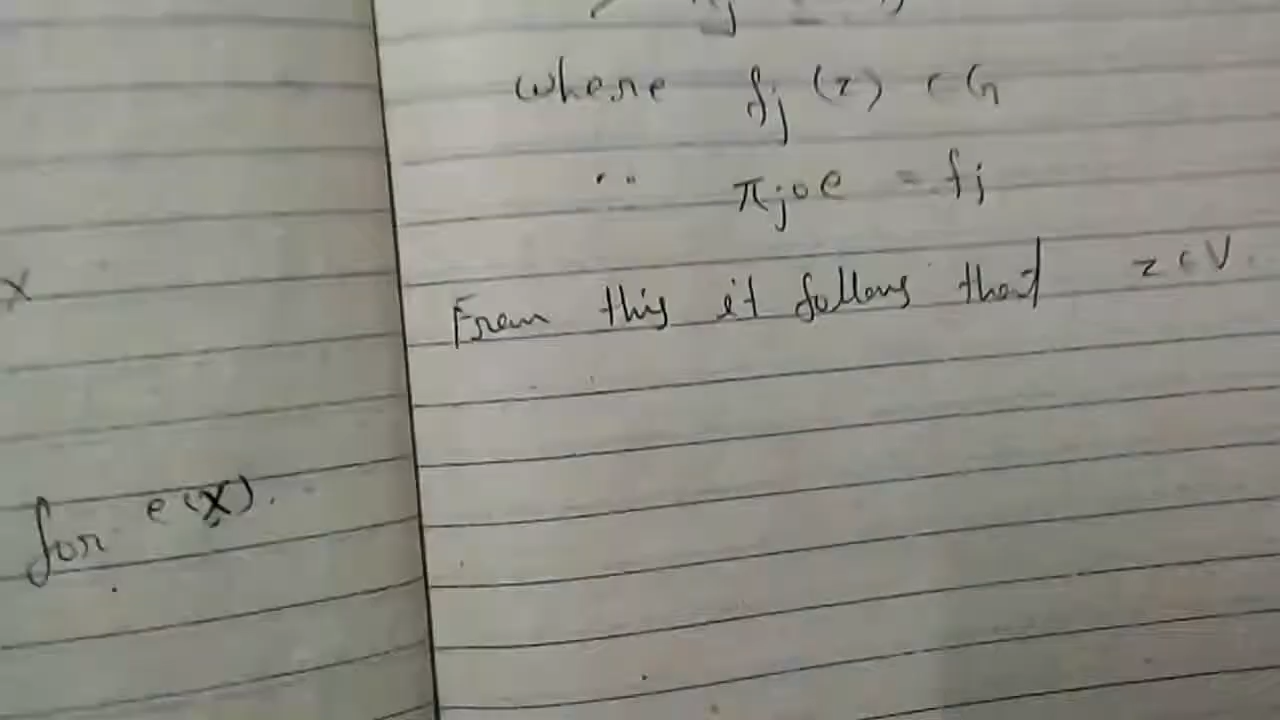 x
for e(X).
where fj(z) ∈ G
∵ πj∘e = fj
From this it follows that z ∈ V.